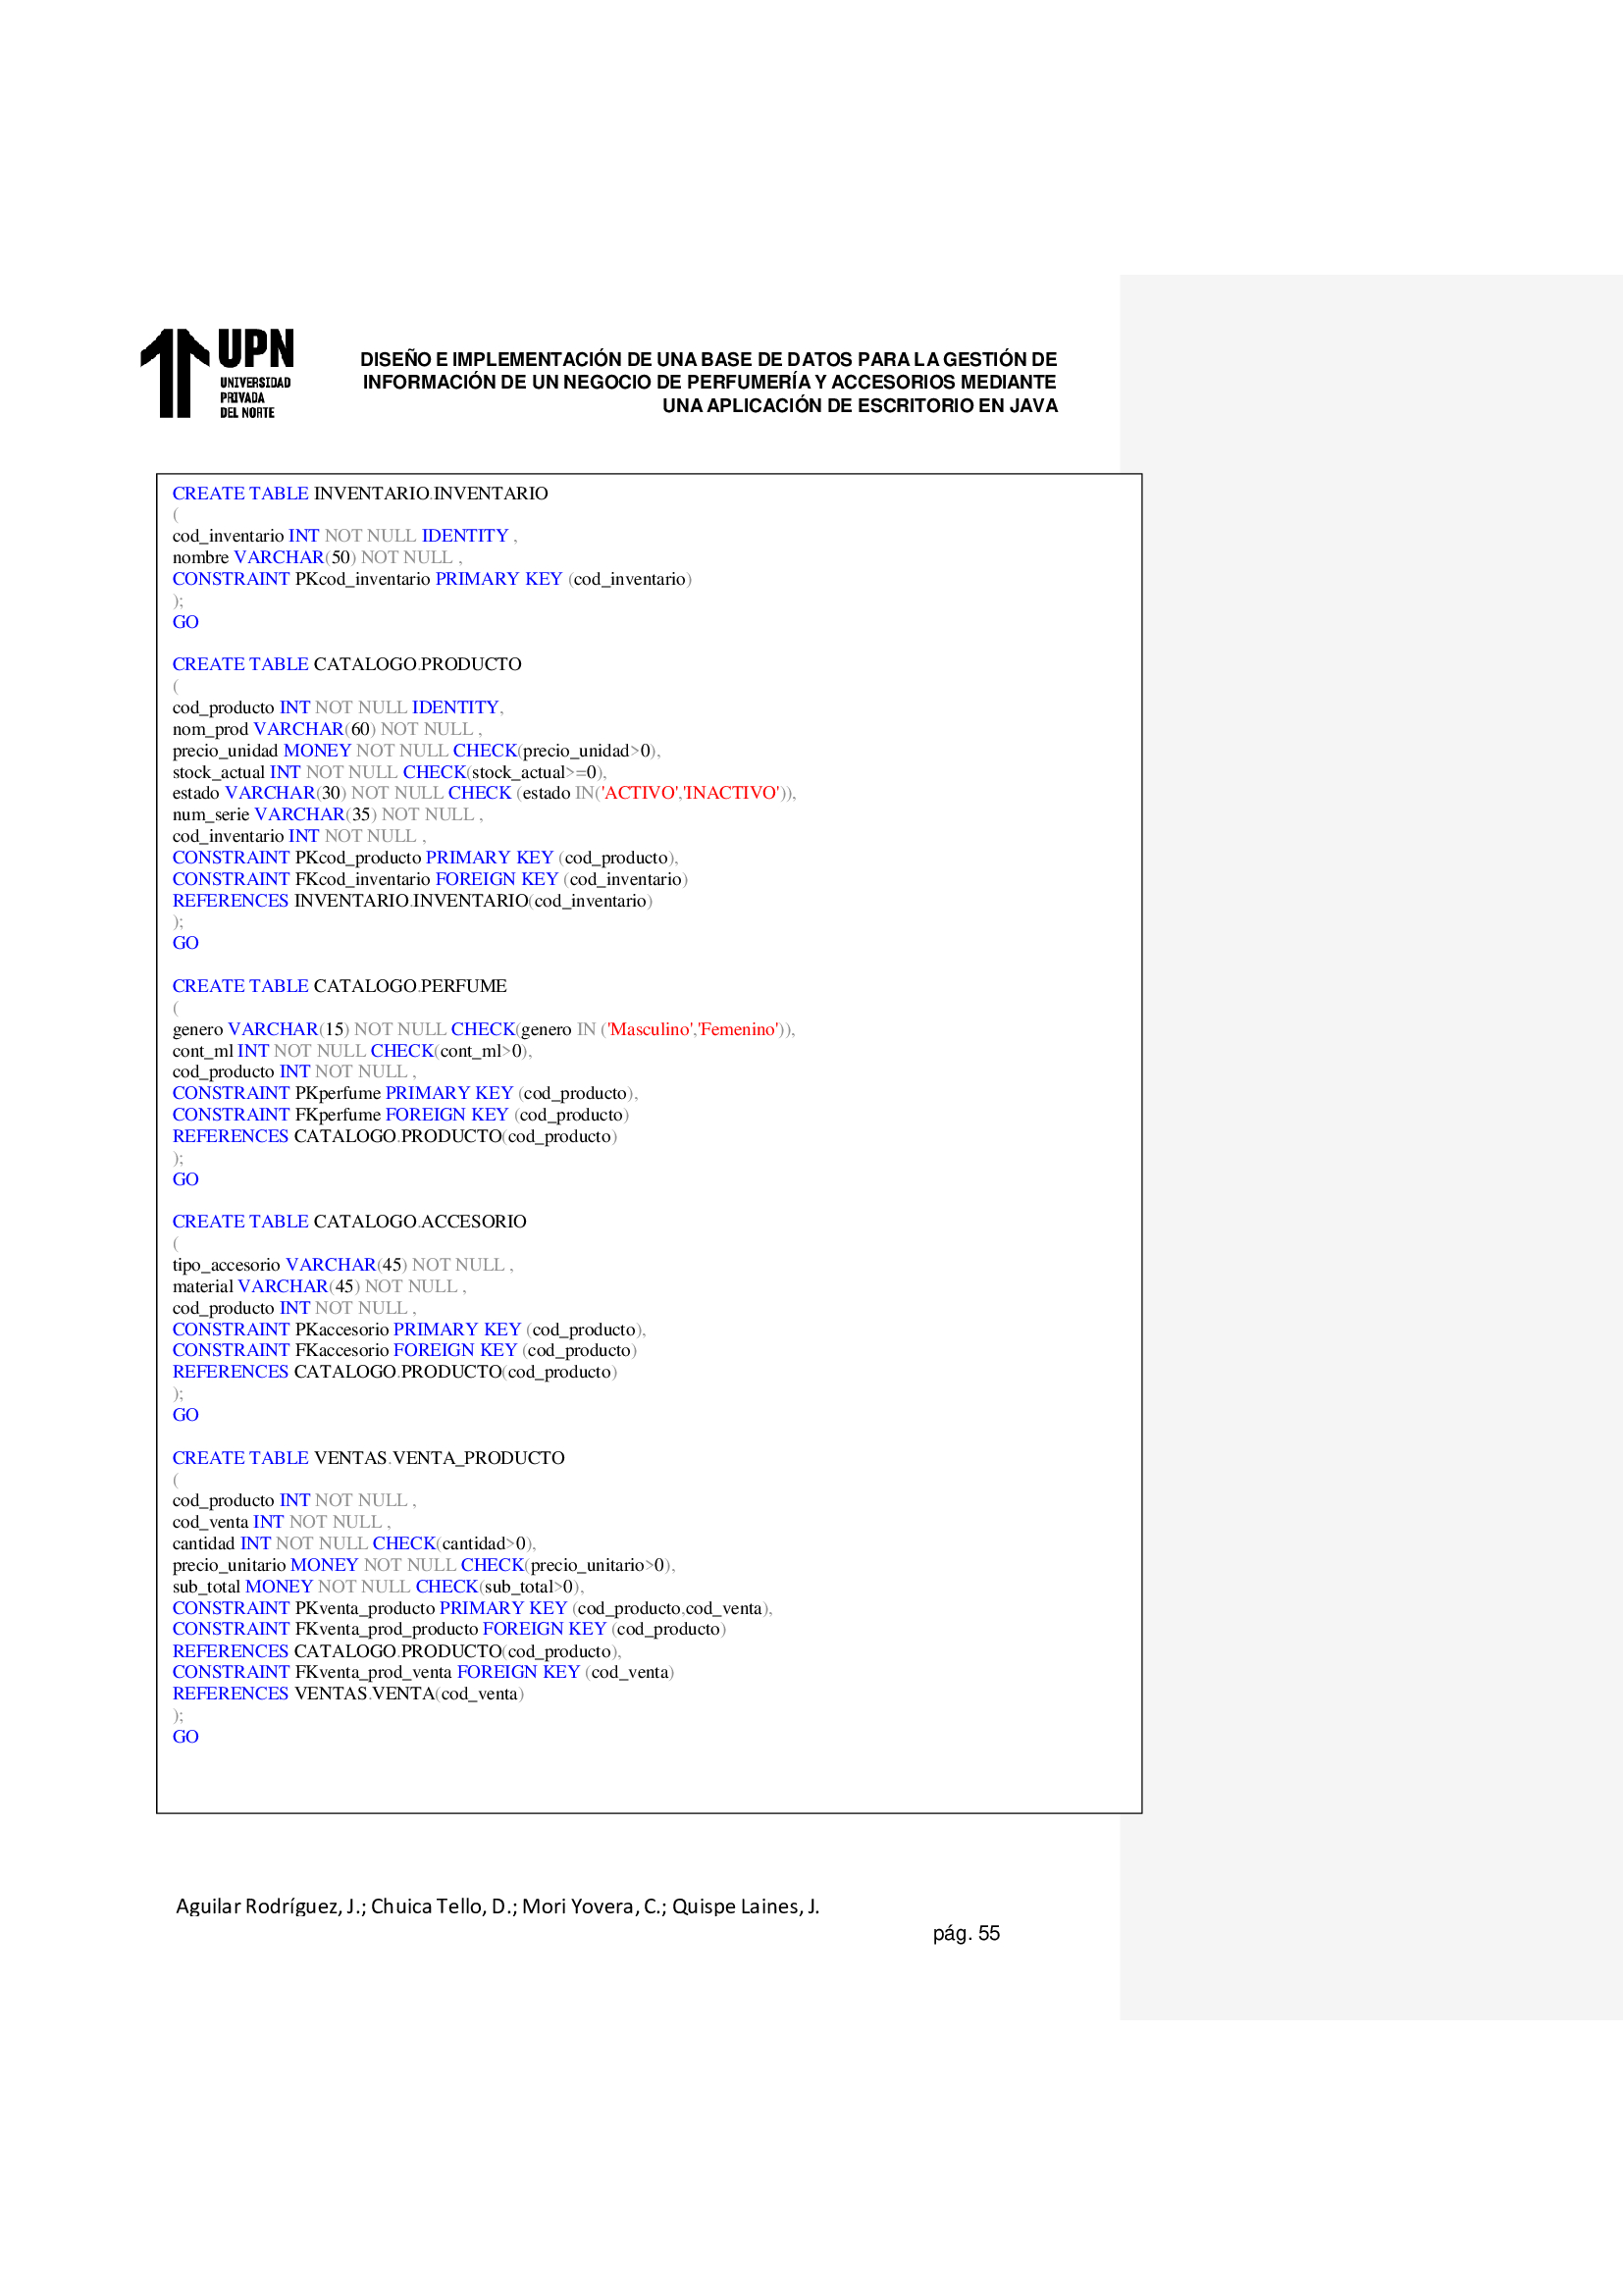 UPN
UNIVERSIDAD
PRIVADA
DEL NORTE
DISEÑO E IMPLEMENTACIÓN DE UNA BASE DE DATOS PARA LA GESTIÓN DE
INFORMACIÓN DE UN NEGOCIO DE PERFUMERÍA Y ACCESORIOS MEDIANTE
UNA APLICACIÓN DE ESCRITORIO EN JAVA
CREATE TABLE INVENTARIO.INVENTARIO
(
cod_inventario INT NOT NULL IDENTITY ,
nombre VARCHAR(50) NOT NULL ,
CONSTRAINT PKcod_inventario PRIMARY KEY (cod_inventario)
);
GO
CREATE TABLE CATALOGO.PRODUCTO
(
cod_producto INT NOT NULL IDENTITY,
nom_prod VARCHAR(60) NOT NULL ,
precio_unidad MONEY NOT NULL CHECK(precio_unidad>0),
stock_actual INT NOT NULL CHECK(stock_actual>=0),
estado VARCHAR(30) NOT NULL CHECK (estado IN('ACTIVO','INACTIVO')),
num_serie VARCHAR(35) NOT NULL ,
cod_inventario INT NOT NULL ,
CONSTRAINT PKcod_producto PRIMARY KEY (cod_producto),
CONSTRAINT FKcod_inventario FOREIGN KEY (cod_inventario)
REFERENCES INVENTARIO.INVENTARIO(cod_inventario)
);
GO
CREATE TABLE CATALOGO.PERFUME
(
genero VARCHAR(15) NOT NULL CHECK(genero IN ('Masculino','Femenino')),
cont_ml INT NOT NULL CHECK(cont_ml>0),
cod_producto INT NOT NULL ,
CONSTRAINT PKperfume PRIMARY KEY (cod_producto),
CONSTRAINT FKperfume FOREIGN KEY (cod_producto)
REFERENCES CATALOGO.PRODUCTO(cod_producto)
);
GO
CREATE TABLE CATALOGO.ACCESORIO
(
tipo_accesorio VARCHAR(45) NOT NULL ,
material VARCHAR(45) NOT NULL ,
cod_producto INT NOT NULL ,
CONSTRAINT PKaccesorio PRIMARY KEY (cod_producto),
CONSTRAINT FKaccesorio FOREIGN KEY (cod_producto)
REFERENCES CATALOGO.PRODUCTO(cod_producto)
);
GO
CREATE TABLE VENTAS.VENTA_PRODUCTO
(
cod_producto INT NOT NULL ,
cod_venta INT NOT NULL ,
cantidad INT NOT NULL CHECK(cantidad>0),
precio_unitario MONEY NOT NULL CHECK(precio_unitario>0),
sub_total MONEY NOT NULL CHECK(sub_total>0),
CONSTRAINT PKventa_producto PRIMARY KEY (cod_producto,cod_venta),
CONSTRAINT FKventa_prod_producto FOREIGN KEY (cod_producto)
REFERENCES CATALOGO.PRODUCTO(cod_producto),
CONSTRAINT FKventa_prod_venta FOREIGN KEY (cod_venta)
REFERENCES VENTAS.VENTA(cod_venta)
);
GO
Aguilar Rodríguez, J.; Chuica Tello, D.; Mori Yovera, C.; Quispe Laines, J.
pág. 55